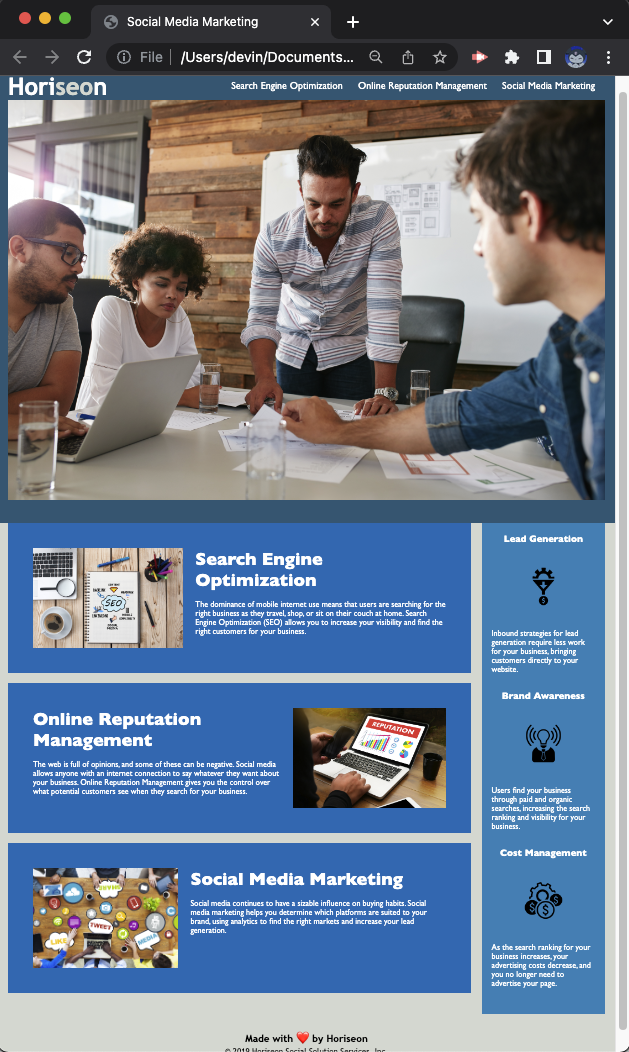 Social Media Marketing
File
/Users/devin/Documents...
Horiseon
Search Engine Optimization
Online Reputation Management
Social Media Marketing
SEO
Search Engine
Optimization
The dominance of mobile internet use means that users are searching for the
right business as they travel, shop, or sit on their couch at home. Search
Engine Optimization (SEO) allows you to increase your visibility and find the
right customers for your business.
Online Reputation
Management
The web is full of opinions, and some of these can be negative. Social media
allows anyone with an internet connection to say whatever they want about
your business. Online Reputation Management gives you the control over
what potential customers see when they search for your business.
REPUTATION
SHARE
LIKE
TWEET
MEDIA
Social Media Marketing
Social media continues to have a sizable influence on buying habits. Social
media marketing helps you determine which platforms are suited to your
brand, using analytics to find the right markets and increase your lead
generation.
Lead Generation
Inbound strategies for lead
generation require less work
for your business, bringing
customers directly to your
website.
Brand Awareness
Users find your business
through paid and organic
searches, increasing the search
ranking and visibility for your
business.
Cost Management
As the search ranking for your
business increases, your
advertising costs decrease, and
you no longer need to
advertise your page.
Made with ❤️ by Horiseon
© 2019 Horiseon Social Solution Services, Inc.